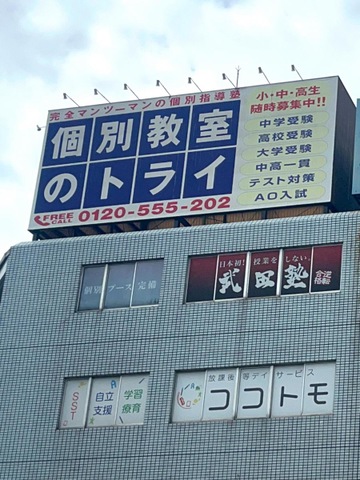 完全マンツーマンの個別指導塾
個別教室
のトライ
FREE CALL 0120-555-202
小・中・高生
随時募集中!!
中学受験
高校受験
大学受験
中高一貫
テスト対策
AO入試
個別ブース完備
日本初!授業をしない。
武田塾
SST
自立支援
学習療育
放課後等デイサービス
ココトモ